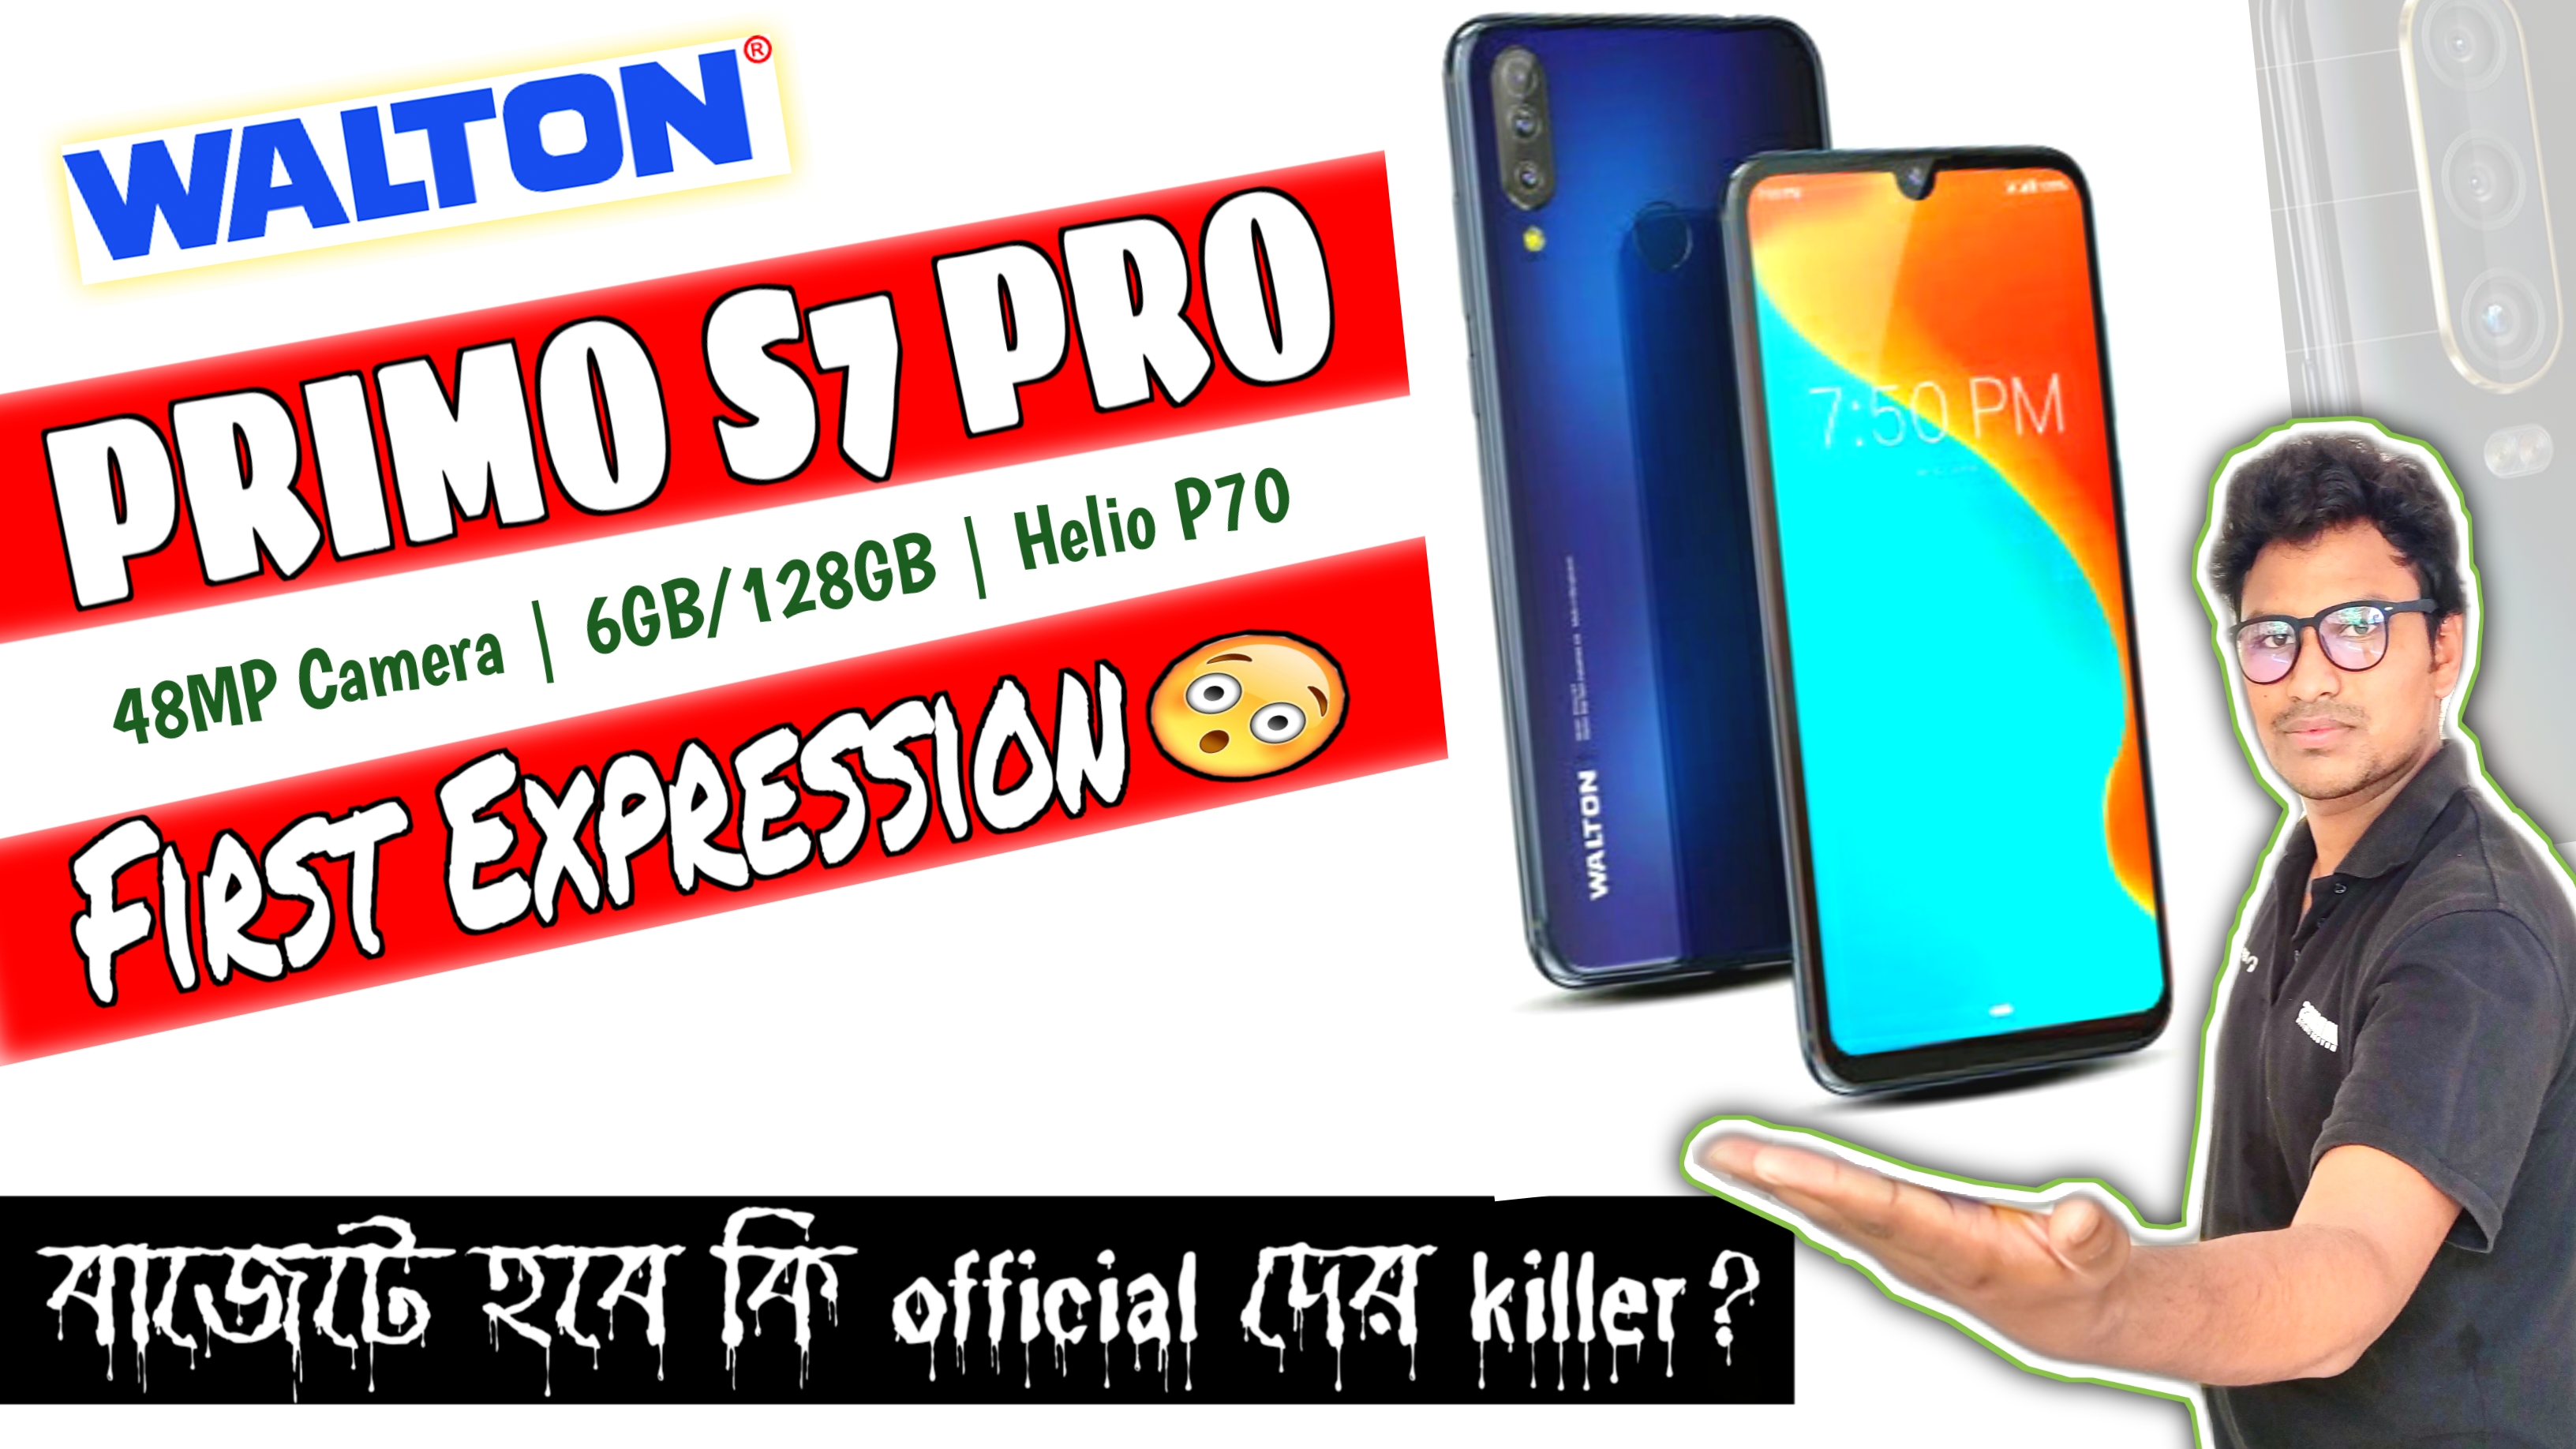 WALTON®
PRIMO S7 PRO
48MP Camera | 6GB/128GB | Helio P70
FIRST EXPRESSION
বাজেটে হবে কি official দের killer?
7:50 PM
WALTON